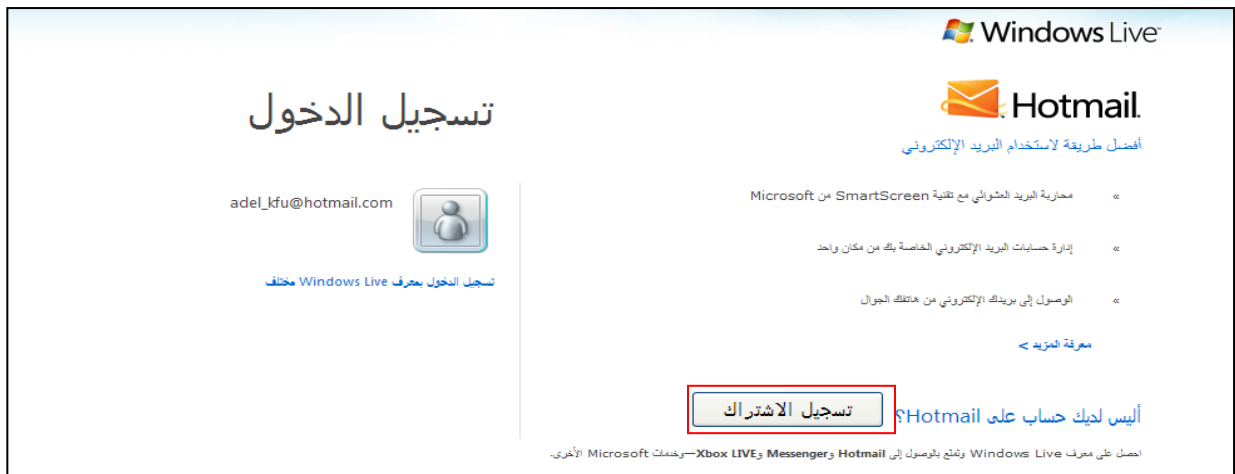 Windows Live
Hotmail.
أفضل طريقة لاستخدام البريد الإلكتروني
» محاربة البريد العشوائي مع تقنية SmartScreen من Microsoft
» إدارة حسابات البريد الإلكتروني الخاصة بك من مكان واحد
» الوصول إلى بريدك الإلكتروني من هاتفك الجوال
معرفة المزيد >
أليس لديك حساب على Hotmail؟ تسجيل الاشتراك
احصل على معرف Windows Live وتمتع بالوصول إلى Hotmail وMessenger وXbox LIVE—وخدمات Microsoft الأخرى.
تسجيل الدخول
adel_kfu@hotmail.com
تسجيل الدخول بمعرف Windows Live مختلف